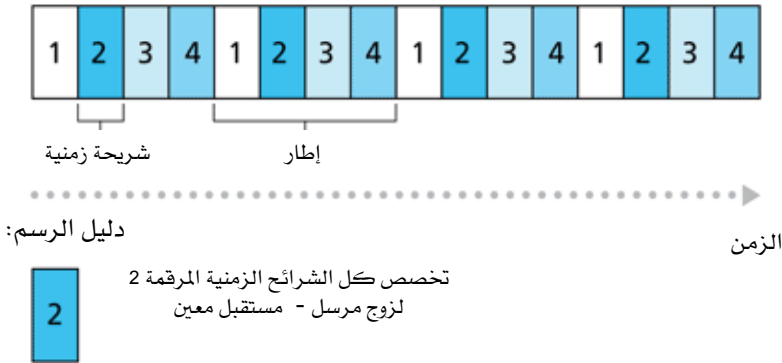 1 2 3 4 1 2 3 4 1 2 3 4 1 2 3 4
إطار
شريحة زمنية
الزمن
دليل الرسم:
2
تخصص كل الشرائح الزمنية المرقمة 2
لزوج مرسل - مستقبل معين